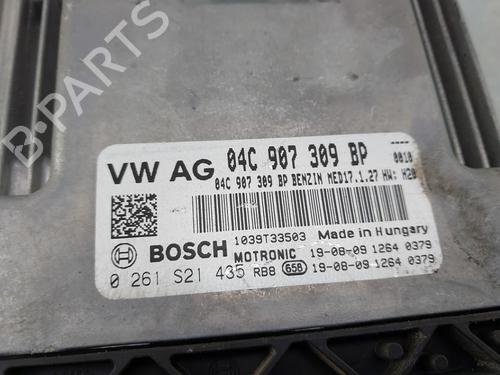 VW AG 04C 907 309 BP ---- 0010
04C 907 309 BP BENZIN MED17.1.27 HW: H20
BOSCH 1039T33503 Made in Hungary
MOTRONIC 19-08-09 1264 0379
0 261 S21 435 RBB 658 19-08-09 1264 0379
B-PARTS